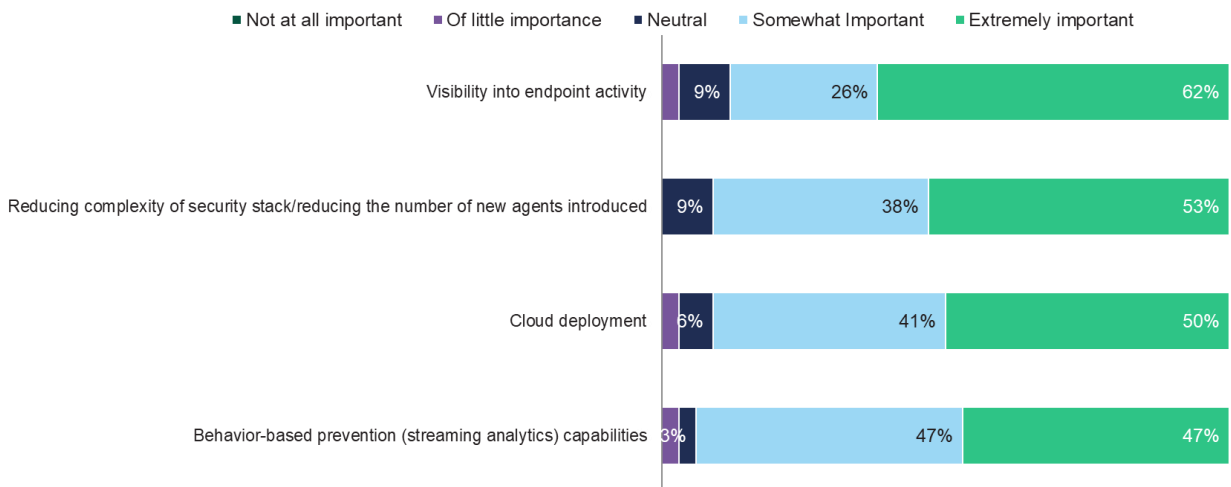 Not at all important Of little importance Neutral Somewhat Important Extremely important
Visibility into endpoint activity 9% 26% 62%
Reducing complexity of security stack/reducing the number of new agents introduced 9% 38% 53%
Cloud deployment 6% 41% 50%
Behavior-based prevention (streaming analytics) capabilities 3% 47% 47%